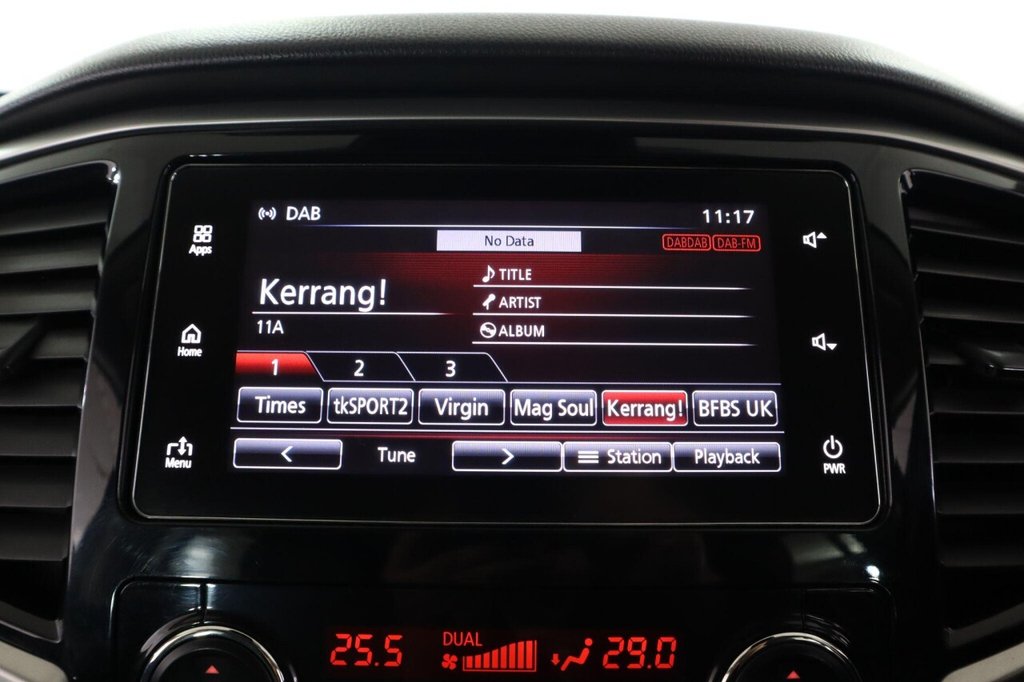 DAB 11:17
No Data DABDAB DAB-FM
Apps
TITLE
Kerrang!
ARTIST
11A
ALBUM
Home
1 2 3
Times tkSPORT2 Virgin Mag Soul Kerrang! BFBS UK
< Tune > Station Playback
Menu
PWR
25.5 DUAL 29.0